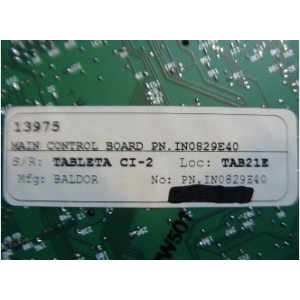 13975
MAIN CONTROL BOARD PN.IN0829E40
S/R: TABLETA CI-2 Loc: TAB21E
Mfg: BALDOR No: PN.IN0829E40